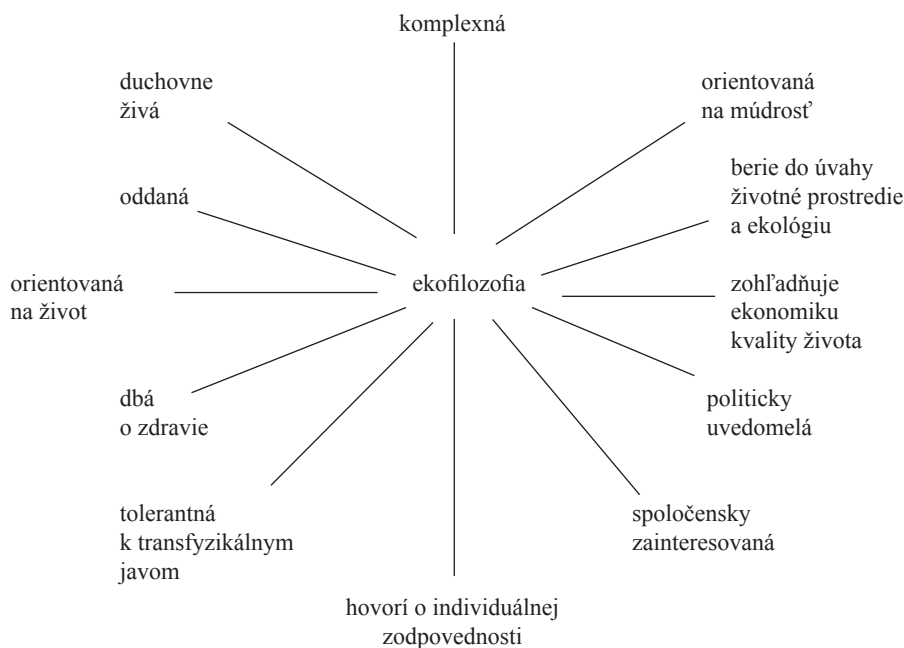 komplexná
duchovne
živá
orientovaná
na múdrosť
oddaná
berie do úvahy
životné prostredie
a ekológiu
orientovaná
na život
ekofilozofia
zohľadňuje
ekonomiku
kvality života
dbá
o zdravie
politicky
uvedomelá
tolerantná
k transfyzikálnym
javom
spoločensky
zainteresovaná
hovorí o individuálnej
zodpovednosti